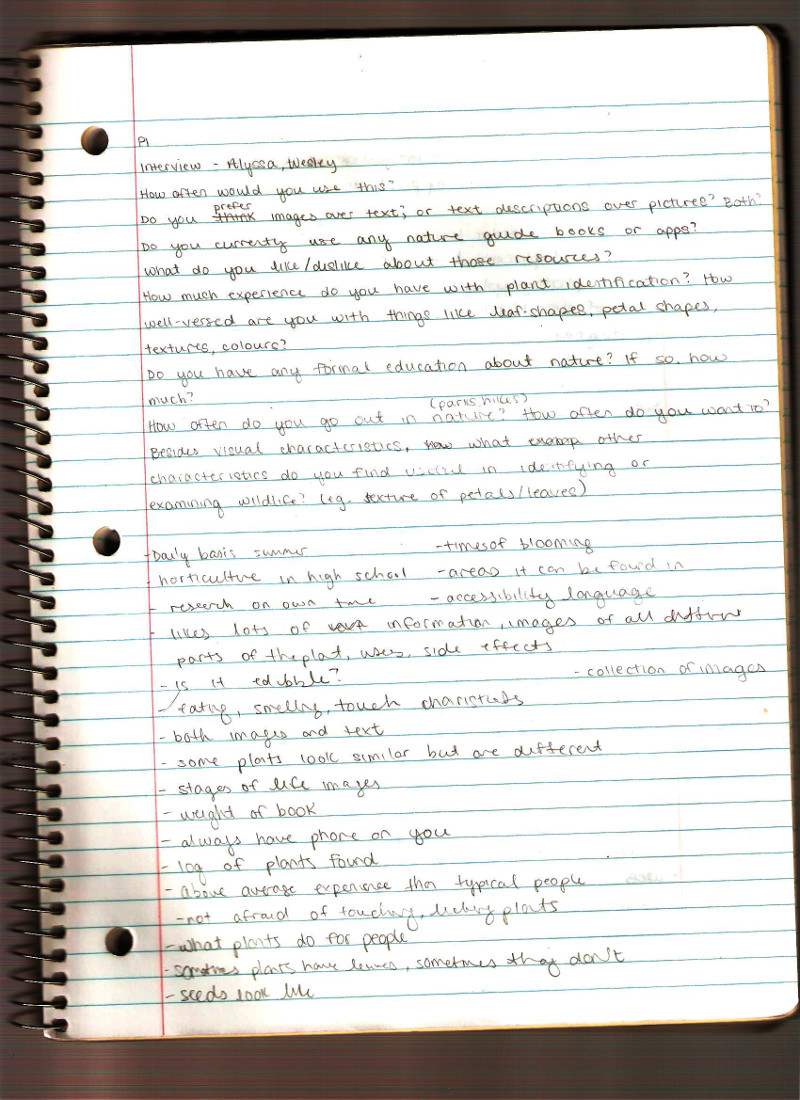 P1
Interview - Alyssa, Wesley
How often would you use this?
prefer
Do you think images over text; or text descriptions over pictures? Both?
Do you currently use any nature guide books or apps?
What do you like/dislike about those resources?
How much experience do you have with plant identification? How
well-versed are you with things like leaf-shapes, petal shapes,
textures, colours?
Do you have any formal education about nature? If so, how
much?
(parks, hikes)
How often do you go out in nature? How often do you want to?
Besides visual characteristics, how what examp other
characteristics do you find useful in identifying or
examining wildlife? (eg. texture of petals/leaves)
- Daily basis summer - times of blooming
horticulture in high school - areas it can be found in
- research on own time - accessibility language
- likes lots of information, images of all different
parts of the plat, uses, side effects
- is it edibble? - collection of images
- eating, smelling, touch
- both images and text
- some plants look similar but are different
- stages of life images
- weight of book
- always have phone on you
- log of plants found
- above average experience than typical people
- not afraid of touching, licking plants
- what plants do for people
- sometimes plants have leaves, sometimes they don't
- seeds look like